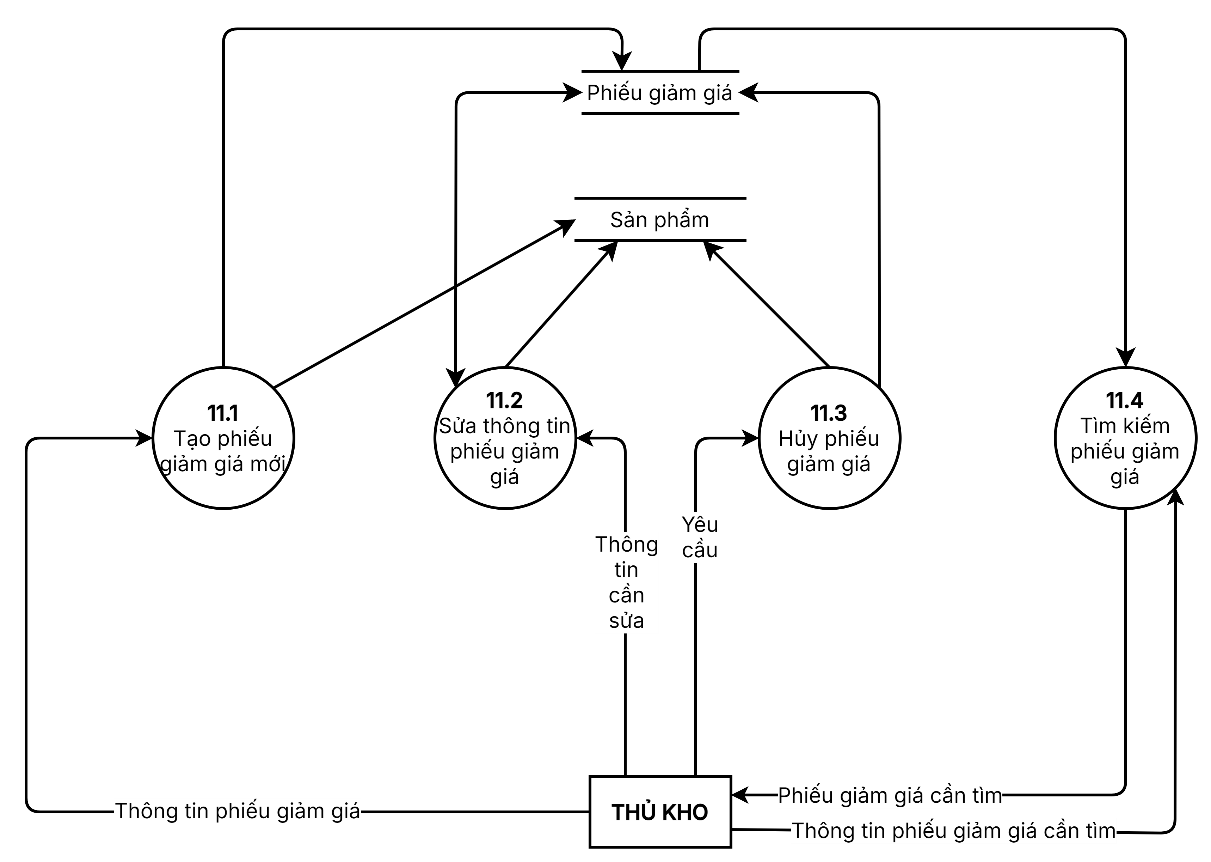 Phiếu giảm giá
Sản phẩm
11.1
Tạo phiếu
giảm giá mới
11.2
Sửa thông tin
phiếu giảm
giá
11.3
Hủy phiếu
giảm giá
11.4
Tìm kiếm
phiếu giảm
giá
Thông
tin
cần
sửa
Yêu
cầu
Thông tin phiếu giảm giá
THỦ KHO
Phiếu giảm giá cần tìm
Thông tin phiếu giảm giá cần tìm